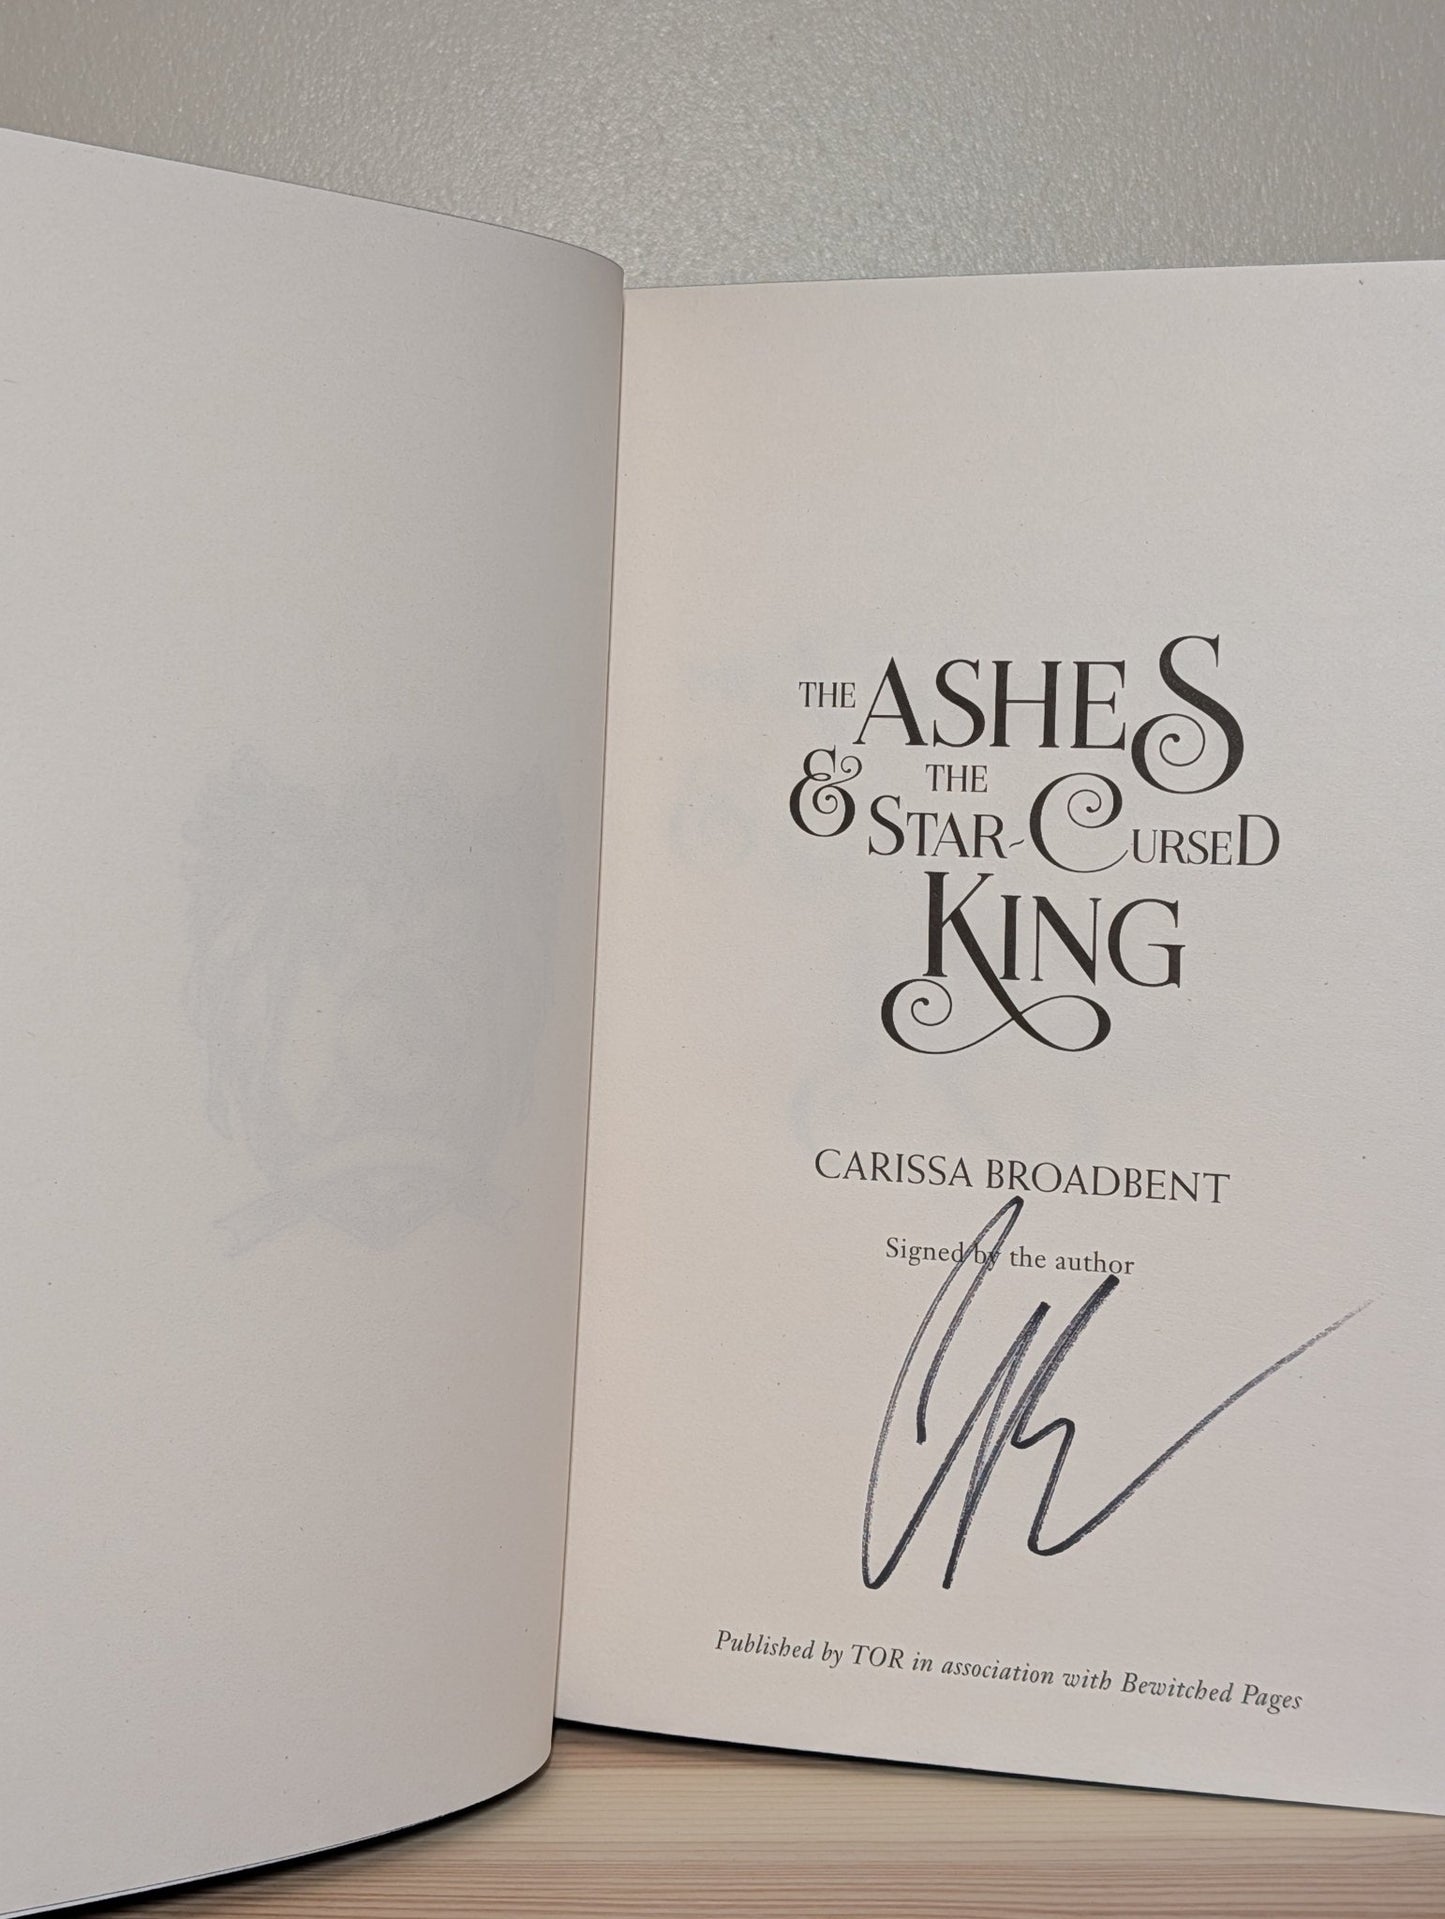 THE ASHES
& THE
STAR-CURSED
KING
CARISSA BROADBENT
Signed by the author
Published by TOR in association with Bewitched Pages